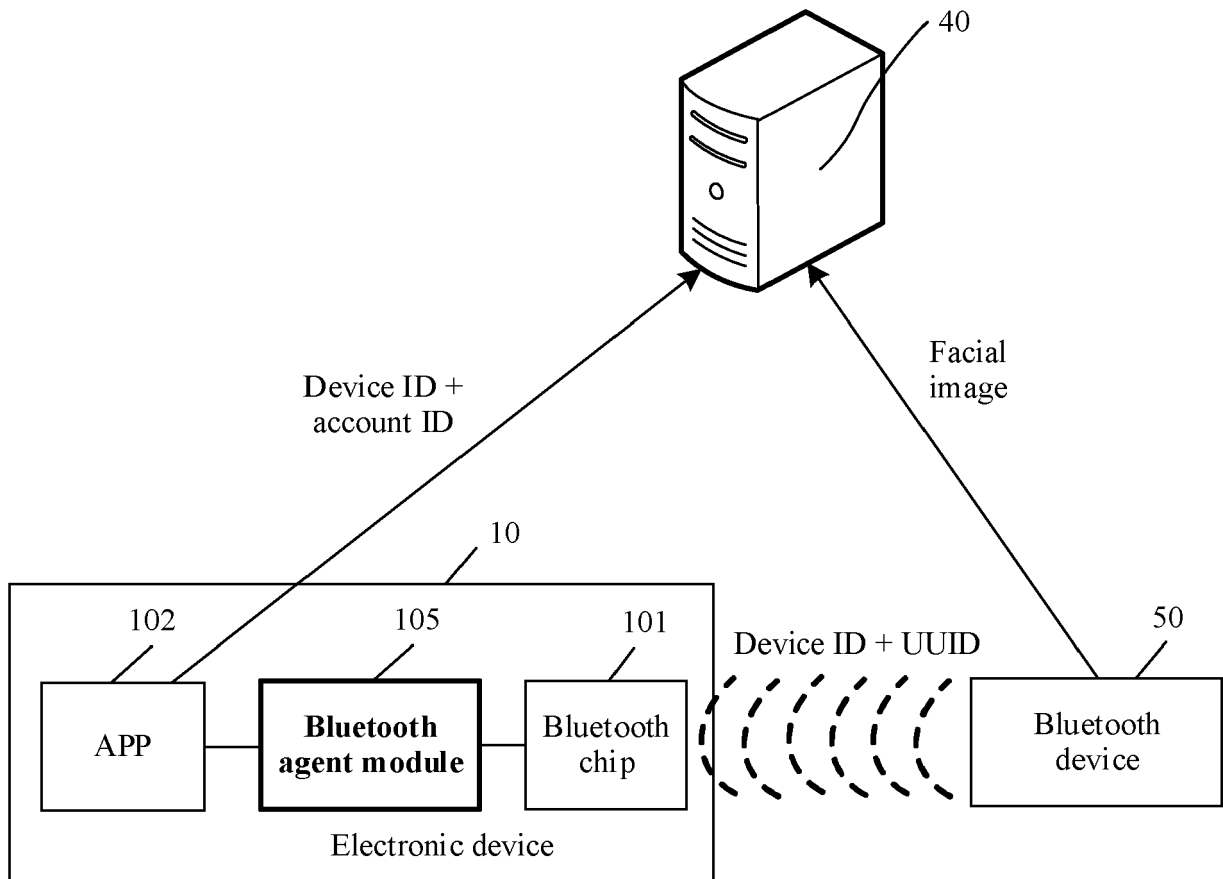 40
Facial
image
Device ID +
account ID
10
102
105
101
Device ID + UUID
50
APP
Bluetooth
agent module
Bluetooth
chip
Bluetooth
device
Electronic device